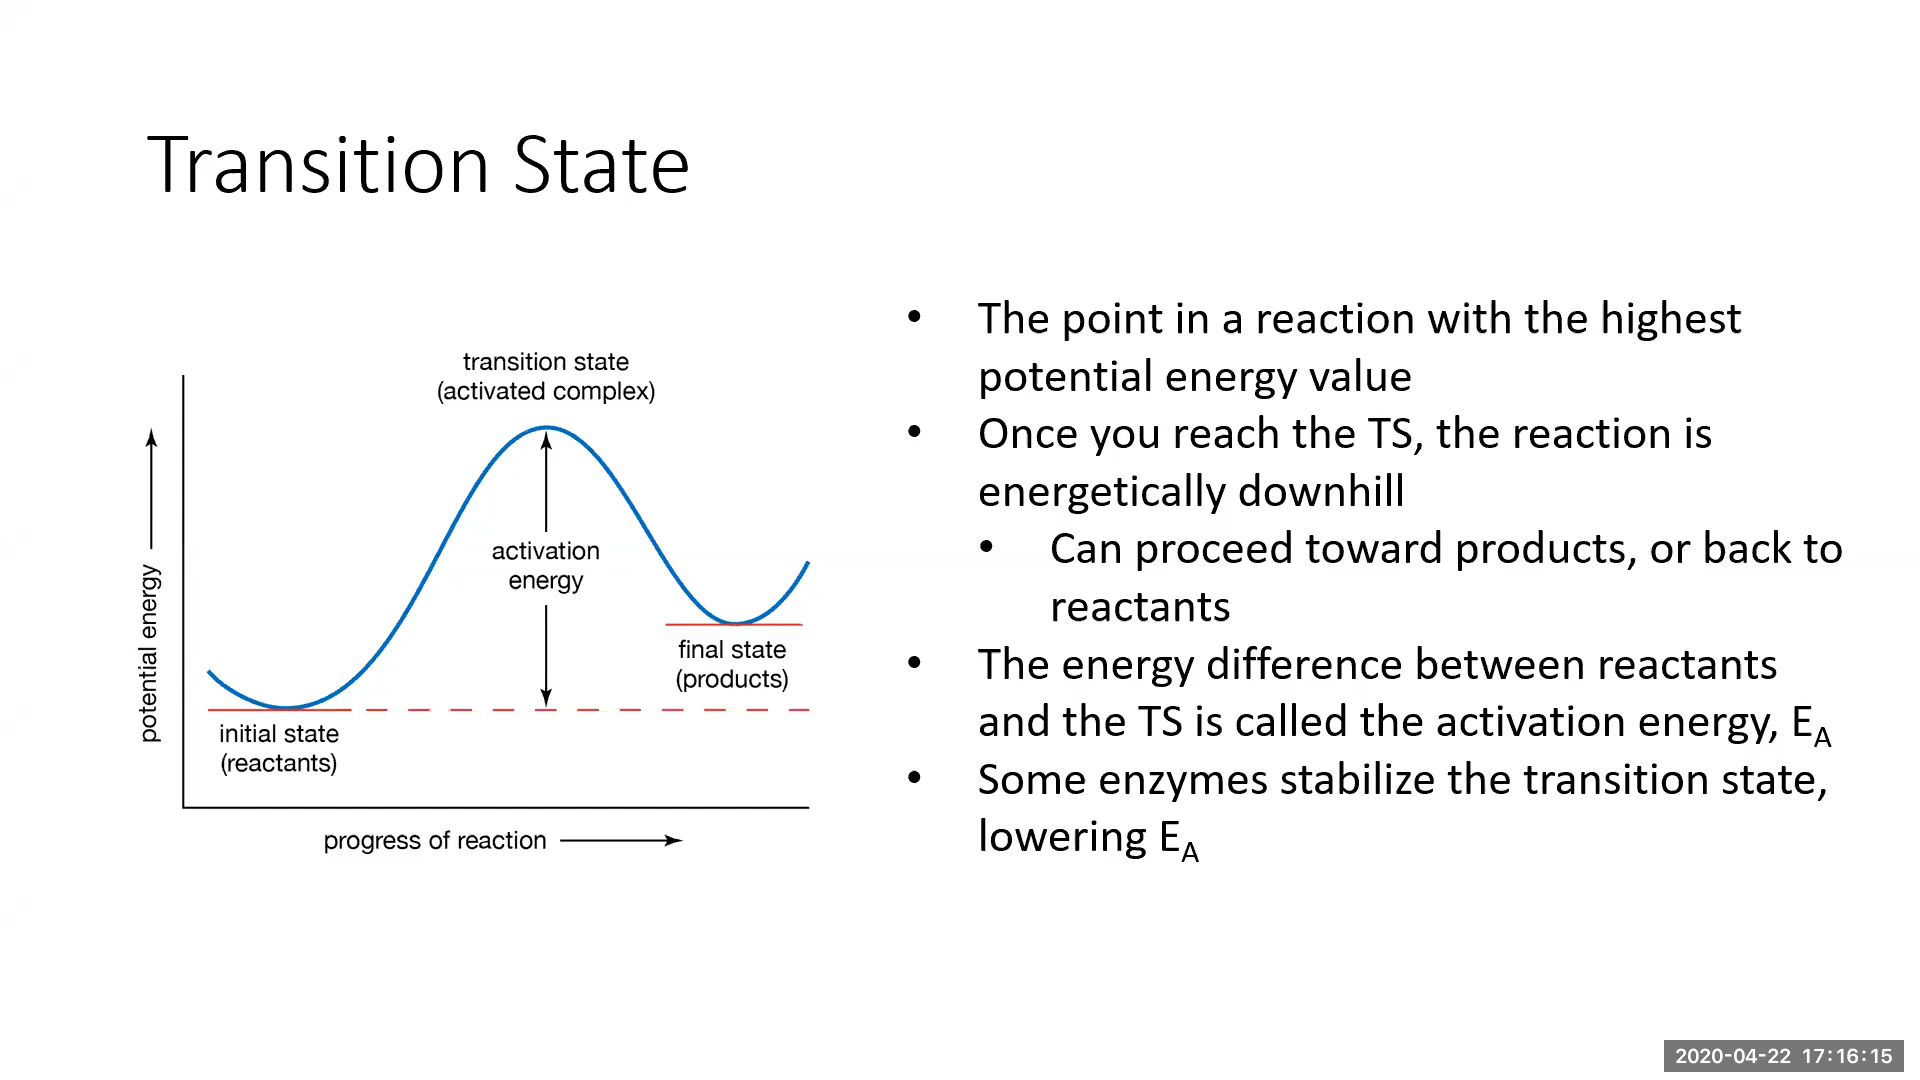 Transition State
transition state
(activated complex)
activation
energy
final state
(products)
initial state
(reactants)
potential energy
progress of reaction
• The point in a reaction with the highest
potential energy value
• Once you reach the TS, the reaction is
energetically downhill
• Can proceed toward products, or back to
reactants
• The energy difference between reactants
and the TS is called the activation energy, E_A
• Some enzymes stabilize the transition state,
lowering E_A
2020-04-22 17:16:15